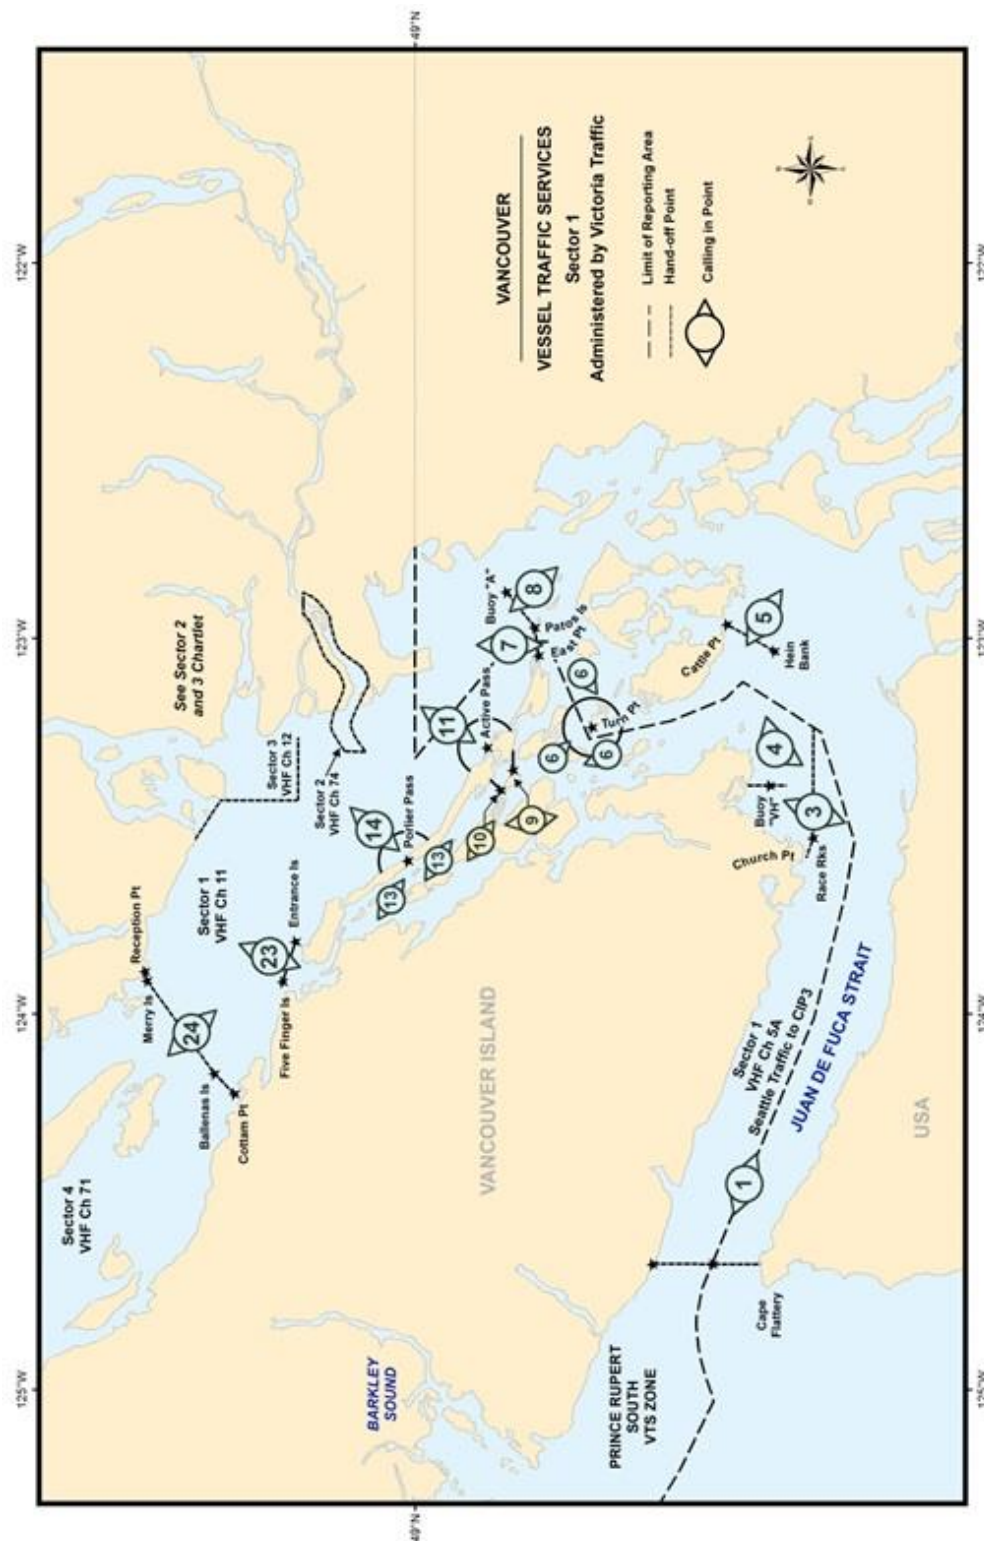 VANCOUVER
VESSEL TRAFFIC SERVICES
Sector 1
Administered by Victoria Traffic
Limit of Reporting Area
Hand-off Point
Calling in Point
122°W
123°W
124°W
125°W
49°N
49°N
122°W
123°W
124°W
125°W
Sector 4
VHF Ch 71
Reception Pt
Merry Is
24
Ballenas Is
Cottam Pt
Sector 1
VHF Ch 11
23
Entrance Is
Five Finger Is
See Sector 2
and 3 Chartlet
Sector 3
VHF Ch 12
Sector 2
VHF Ch 74
14
Porlier Pass
13
13
11
Active Pass
10
9
Buoy "A"
8
7
Patos Is
East Pt
6
6
6
Turn Pt
Cattle Pt
5
Hein
Bank
4
Buoy
"VH"
3
Church Pt
Race Rks
Sector 1
VHF Ch 5A
Seattle Traffic to CIP3
JUAN DE FUCA STRAIT
1
Cape
Flattery
USA
VANCOUVER ISLAND
BARKLEY
SOUND
PRINCE RUPERT
SOUTH
VTS ZONE